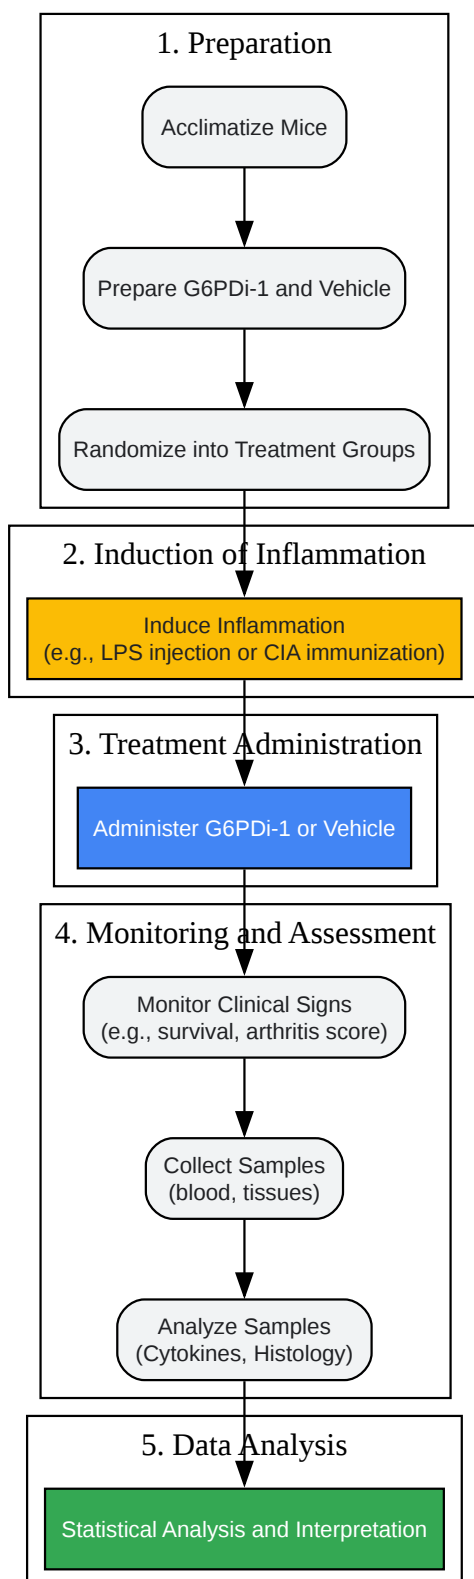 1. Preparation
Acclimatize Mice
Prepare G6PDi-1 and Vehicle
Randomize into Treatment Groups
2. Induction of Inflammation
Induce Inflammation
(e.g., LPS injection or CIA immunization)
3. Treatment Administration
Administer G6PDi-1 or Vehicle
4. Monitoring and Assessment
Monitor Clinical Signs
(e.g., survival, arthritis score)
Collect Samples
(blood, tissues)
Analyze Samples
(Cytokines, Histology)
5. Data Analysis
Statistical Analysis and Interpretation